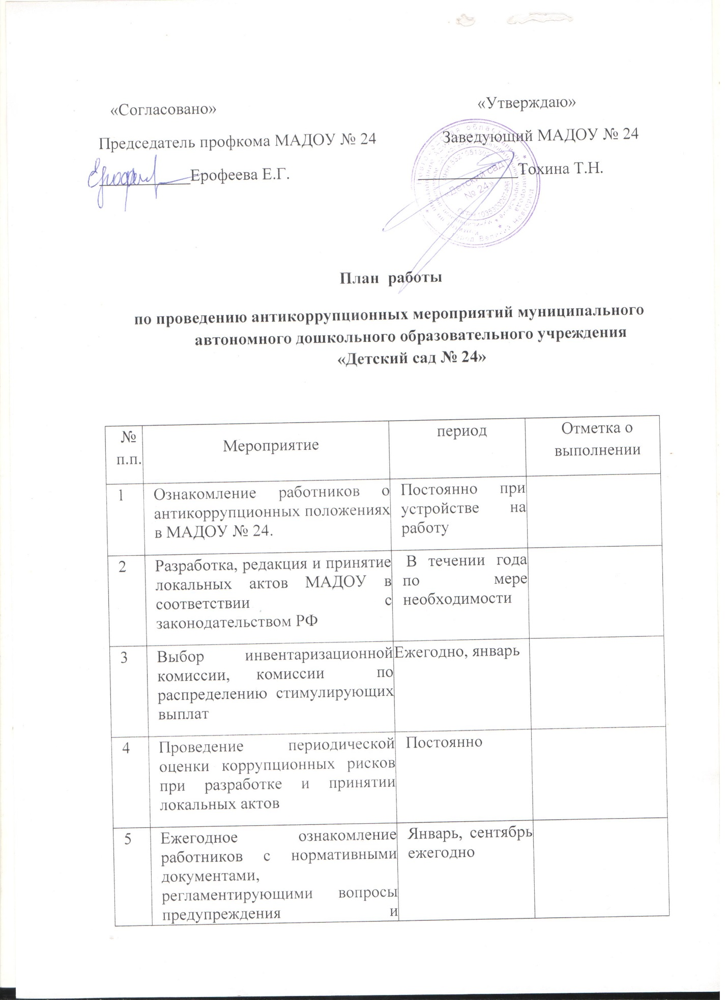 «Согласовано»
«Утверждаю»
Председатель профкома МАДОУ № 24
Заведующий МАДОУ № 24
____________Ерофеева Е.Г.
_____________Тохина Т.Н.
«Детский сад
№ 24»
План работы
по проведению антикоррупционных мероприятий муниципального
автономного дошкольного образовательного учреждения
«Детский сад № 24»
№
п.п.
Мероприятие
период
Отметка о
выполнении
1
Ознакомление работников о
антикоррупционных положениях
в МАДОУ № 24.
Постоянно при
устройстве на
работу
2
Разработка, редакция и принятие
локальных актов МАДОУ в
соответствии с
законодательством РФ
В течении года
по мере
необходимости
3
Выбор инвентаризационной
комиссии, комиссии по
распределению стимулирующих
выплат
Ежегодно, январь
4
Проведение периодической
оценки коррупционных рисков
при разработке и принятии
локальных актов
Постоянно
5
Ежегодное ознакомление
работников с нормативными
документами,
регламентирующими вопросы
предупреждения и
Январь, сентябрь
ежегодно